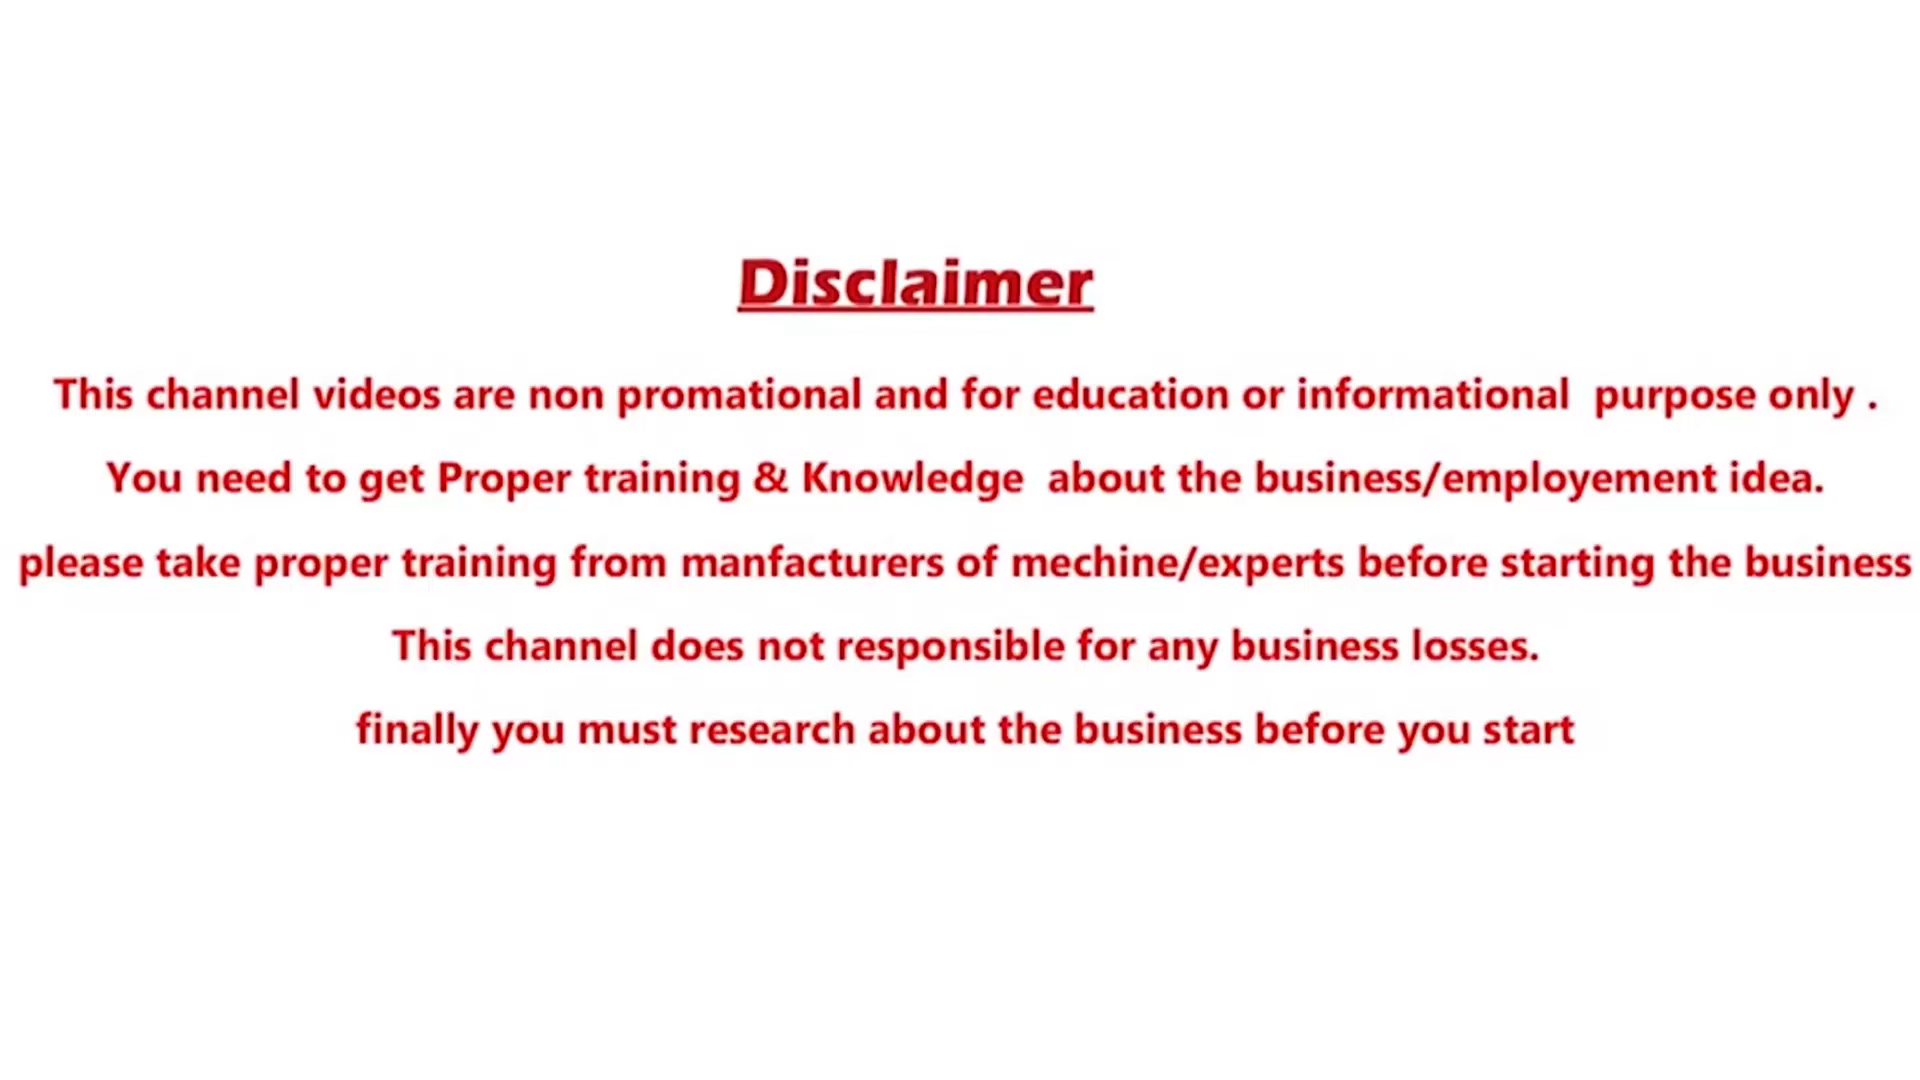 Disclaimer
This channel videos are non promational and for education or informational purpose only .
You need to get Proper training & Knowledge about the business/employement idea.
please take proper training from manfacturers of mechine/experts before starting the business
This channel does not responsible for any business losses.
finally you must research about the business before you start